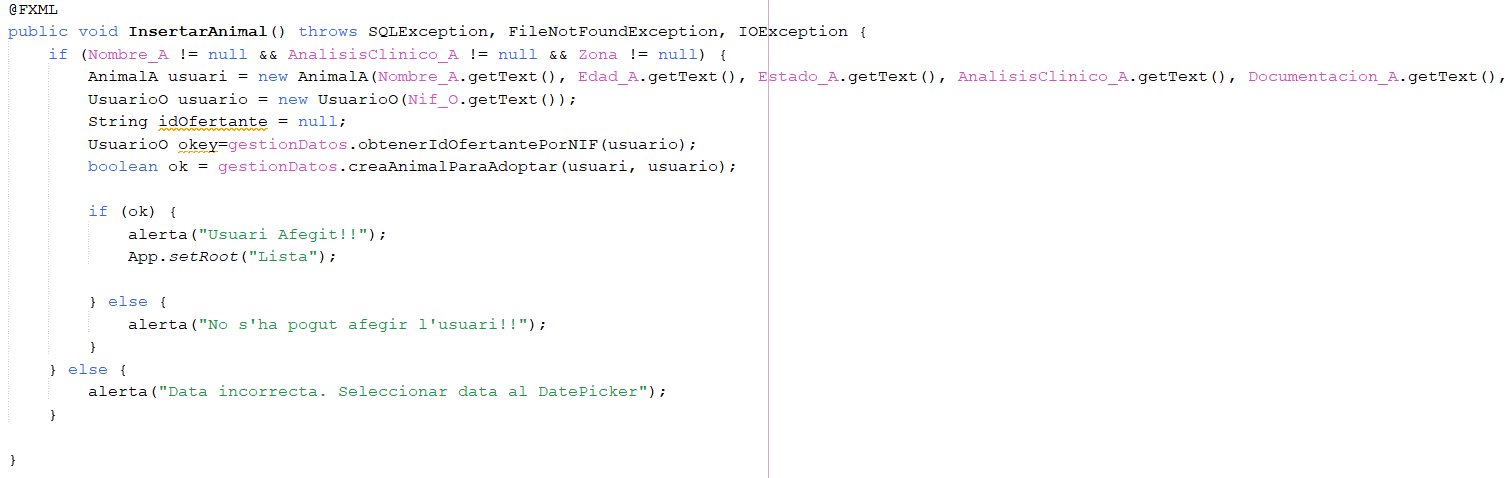 @FXML
public void InsertarAnimal() throws SQLException, FileNotFoundException, IOException {
if (Nombre_A != null && AnalisisClinico_A != null && Zona != null) {
AnimalA usuari = new AnimalA(Nombre_A.getText(), Edad_A.getText(), Estado_A.getText(), AnalisisClinico_A.getText(), Documentacion_A.getText(),
UsuarioO usuario = new UsuarioO(Nif_O.getText());
String idOfertante = null;
UsuarioO okey=gestionDatos.obtenerIdOfertantePorNIF(usuario);
boolean ok = gestionDatos.creaAnimalParaAdoptar(usuari, usuario);
if (ok) {
alerta("Usuari Afegit!!");
App.setRoot("Lista");
} else {
alerta("No s'ha pogut afegir l'usuari!!");
}
} else {
alerta("Data incorrecta. Seleccionar data al DatePicker");
}
}